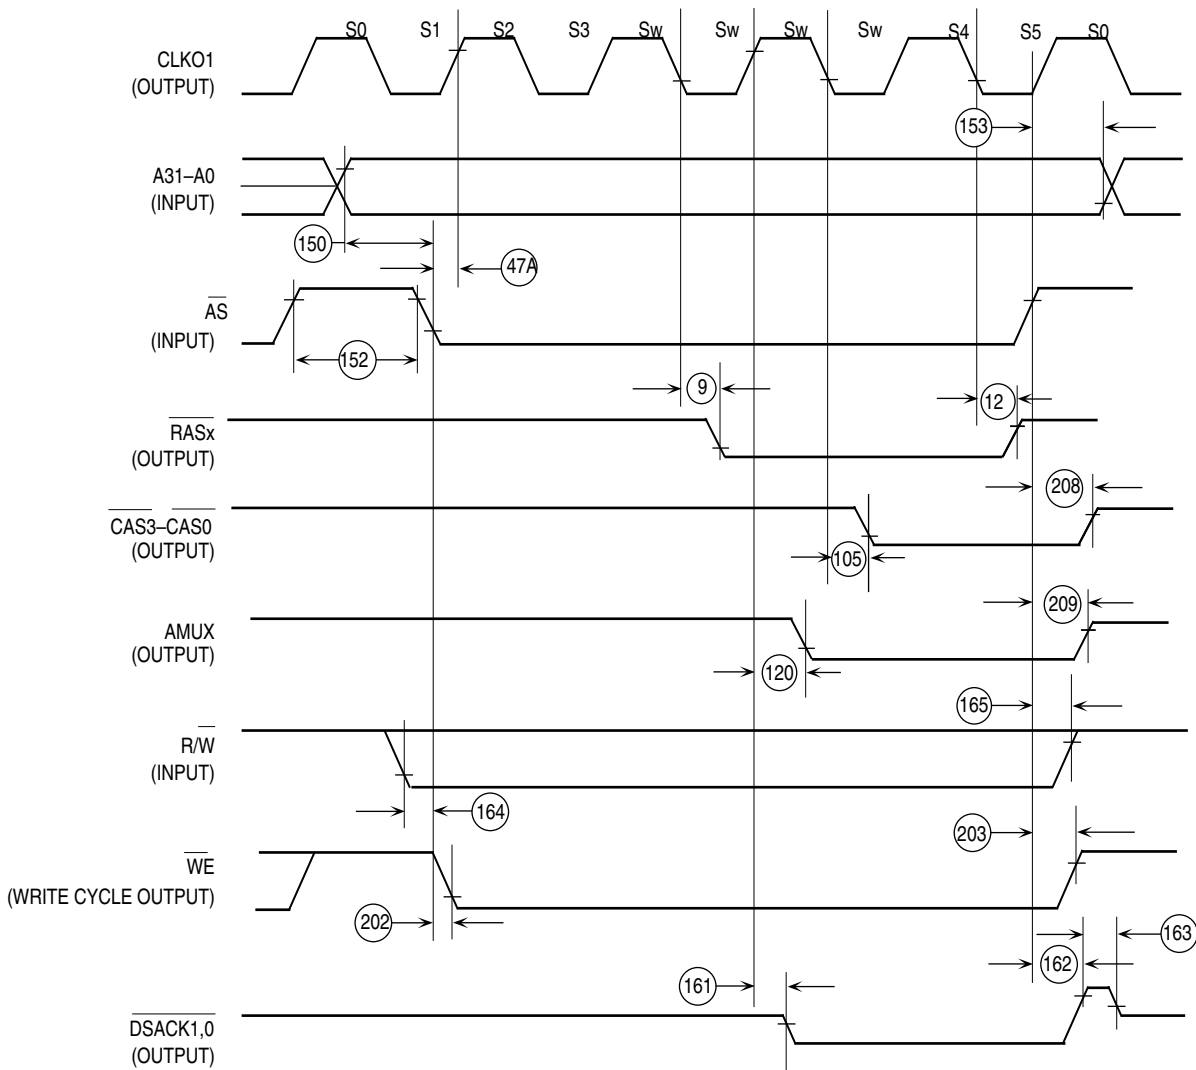 S0 S1 S2 S3 Sw Sw Sw Sw S4 S5 S0
CLKO1
(OUTPUT)
153
A31–A0
(INPUT)
150
47A
AS
(INPUT)
152
9
12
RASx
(OUTPUT)
208
CAS3–CAS0
(OUTPUT)
105
209
AMUX
(OUTPUT)
120
165
R/W
(INPUT)
164
203
WE
(WRITE CYCLE OUTPUT)
202
163
162
161
DSACK1,0
(OUTPUT)